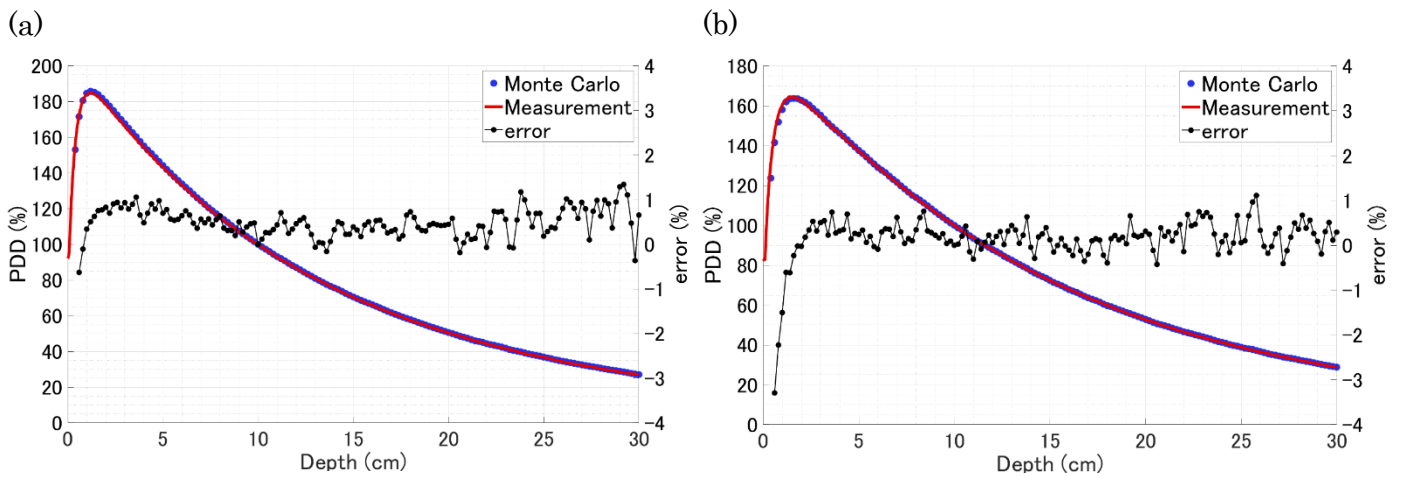 (a)
(b)
200
180
160
140
120
100
80
60
40
20
0
PDD (%)
4
3
2
1
0
−1
−2
−3
−4
error (%)
Monte Carlo
Measurement
error
0 5 10 15 20 25 30
Depth (cm)
180
160
140
120
100
80
60
40
20
0
PDD (%)
4
3
2
1
0
−1
−2
−3
−4
error (%)
Monte Carlo
Measurement
error
0 5 10 15 20 25 30
Depth (cm)